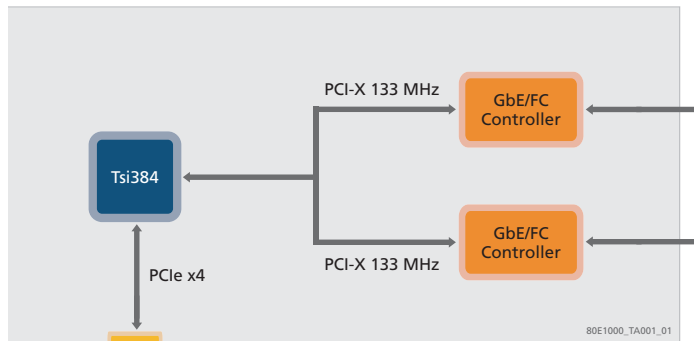 PCI-X 133 MHz
GbE/FC
Controller
Tsi384
GbE/FC
Controller
PCI-X 133 MHz
PCIe x4
80E1000_TA001_01